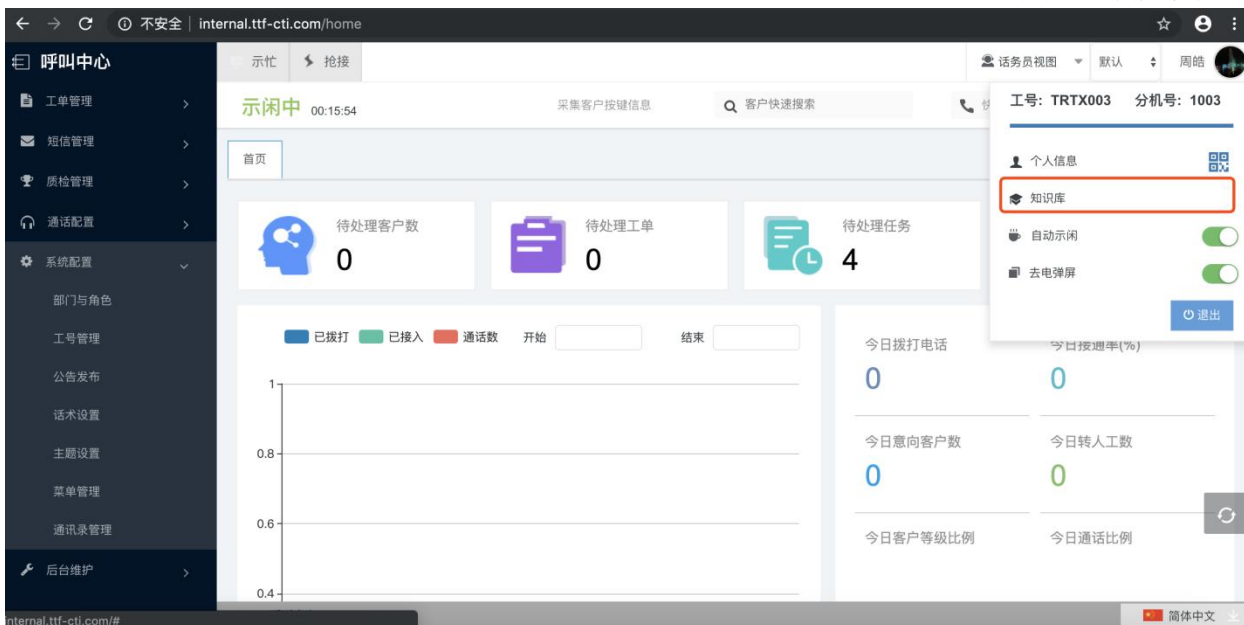 不安全 | internal.ttf-cti.com/home
呼叫中心
示忙 抢接
话务员视图 默认 周皓
工单管理
短信管理
质检管理
通话配置
系统配置
部门与角色
工号管理
公告发布
话术设置
主题设置
菜单管理
通讯录管理
后台维护
示闲中 00:15:54
采集客户按键信息
客户快速搜索
工号: TRTX003 分机号: 1003
个人信息
知识库
自动示闲
去电弹屏
退出
首页
待处理客户数
0
待处理工单
0
待处理任务
4
已拨打 已接入 通话数 开始 结束
1
0.8
0.6
0.4
今日拨打电话
0
今日接通率(%)
0
今日意向客户数
0
今日转人工数
0
今日客户等级比例
今日通话比例
internal.ttf-cti.com/#
简体中文